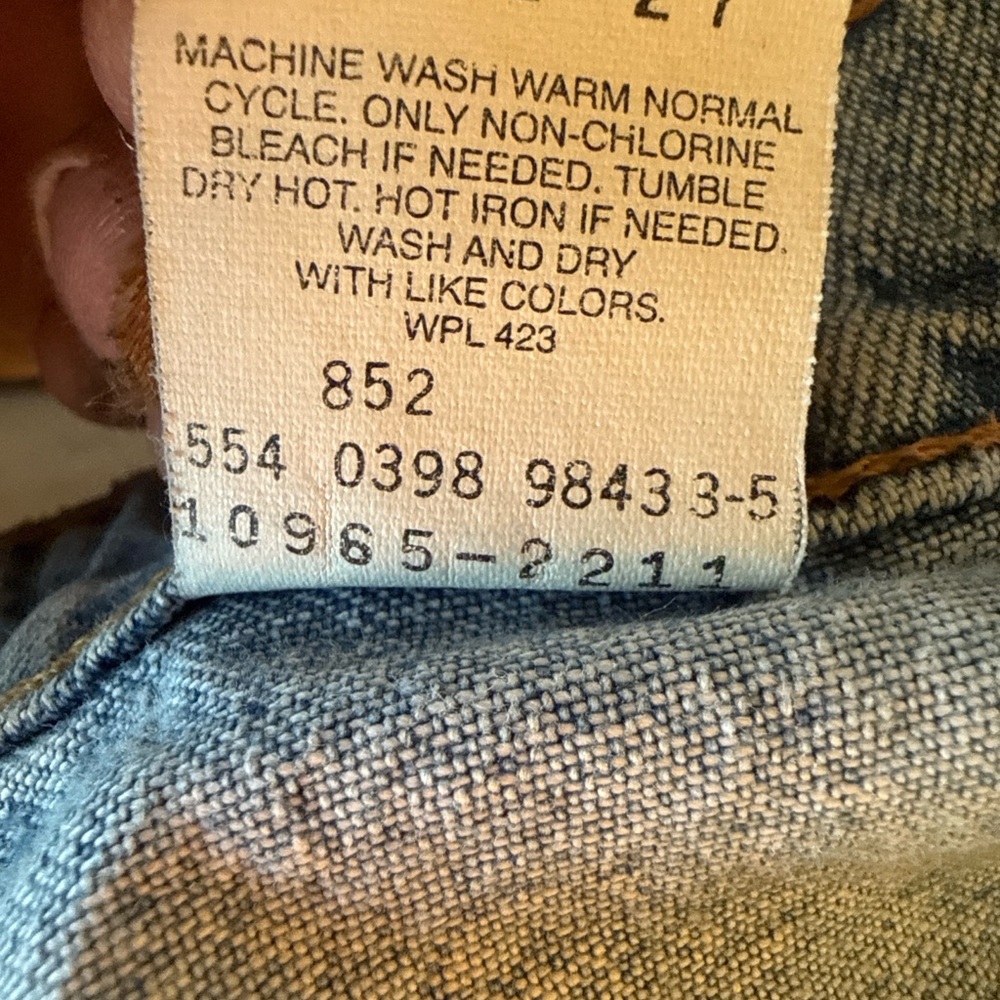 27
MACHINE WASH WARM NORMAL
CYCLE. ONLY NON-CHLORINE
BLEACH IF NEEDED. TUMBLE
DRY HOT. HOT IRON IF NEEDED.
WASH AND DRY
WITH LIKE COLORS.
WPL 423
852
554 0398 98433-5
10965-2211